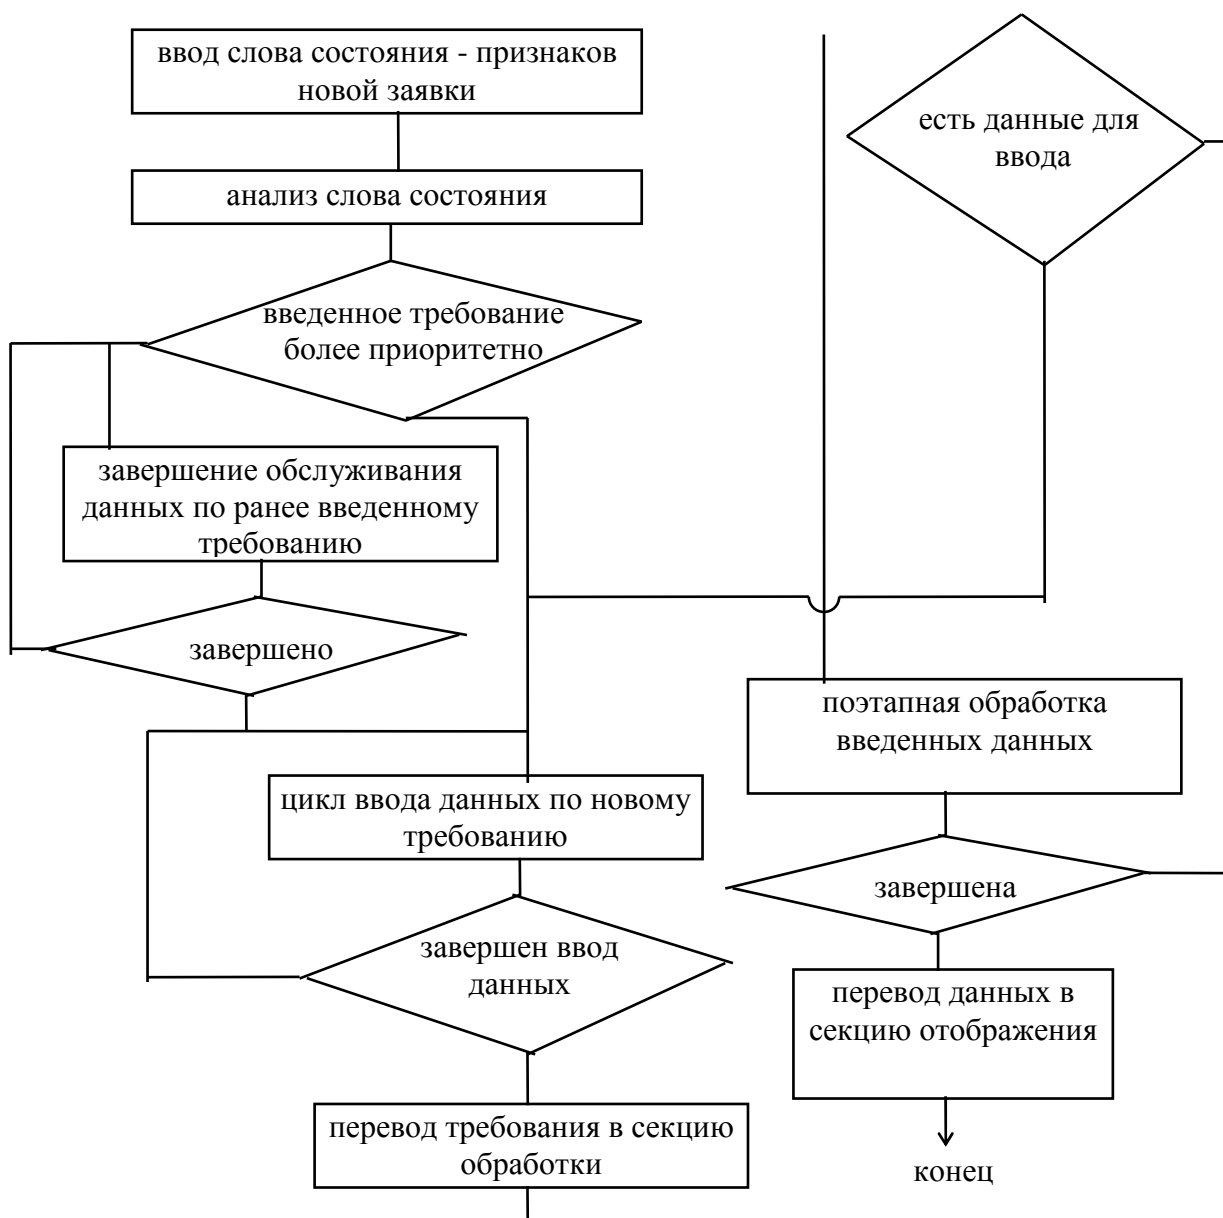 ввод слова состояния - признаков
новой заявки
анализ слова состояния
введенное требование
более приоритетно
завершение обслуживания
данных по ранее введенному
требованию
завершено
цикл ввода данных по новому
требованию
завершен ввод
данных
перевод требования в секцию
обработки
есть данные для
ввода
поэтапная обработка
введенных данных
завершена
перевод данных в
секцию отображения
конец